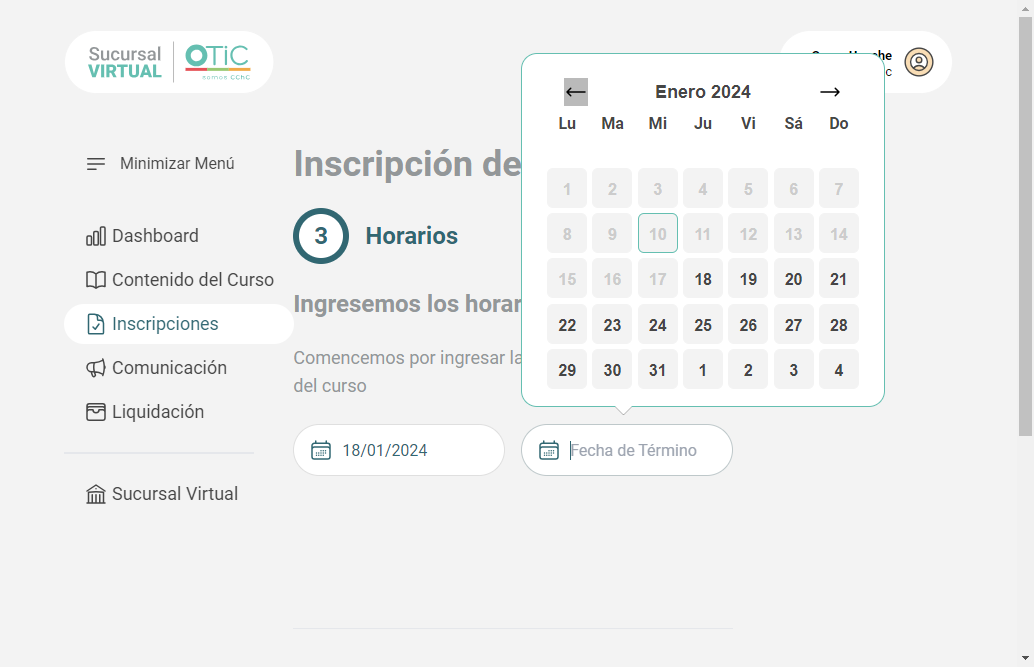 Sucursal
VIRTUAL
OTiC
somos CChC
Minimizar Menú
Dashboard
Contenido del Curso
Inscripciones
Comunicación
Liquidación
Sucursal Virtual
Inscripción de
3
Horarios
Ingresemos los horar
Comencemos por ingresar la
del curso
18/01/2024
Fecha de Término
Enero 2024
Lu Ma Mi Ju Vi Sá Do
1 2 3 4 5 6 7
8 9 10 11 12 13 14
15 16 17 18 19 20 21
22 23 24 25 26 27 28
29 30 31 1 2 3 4